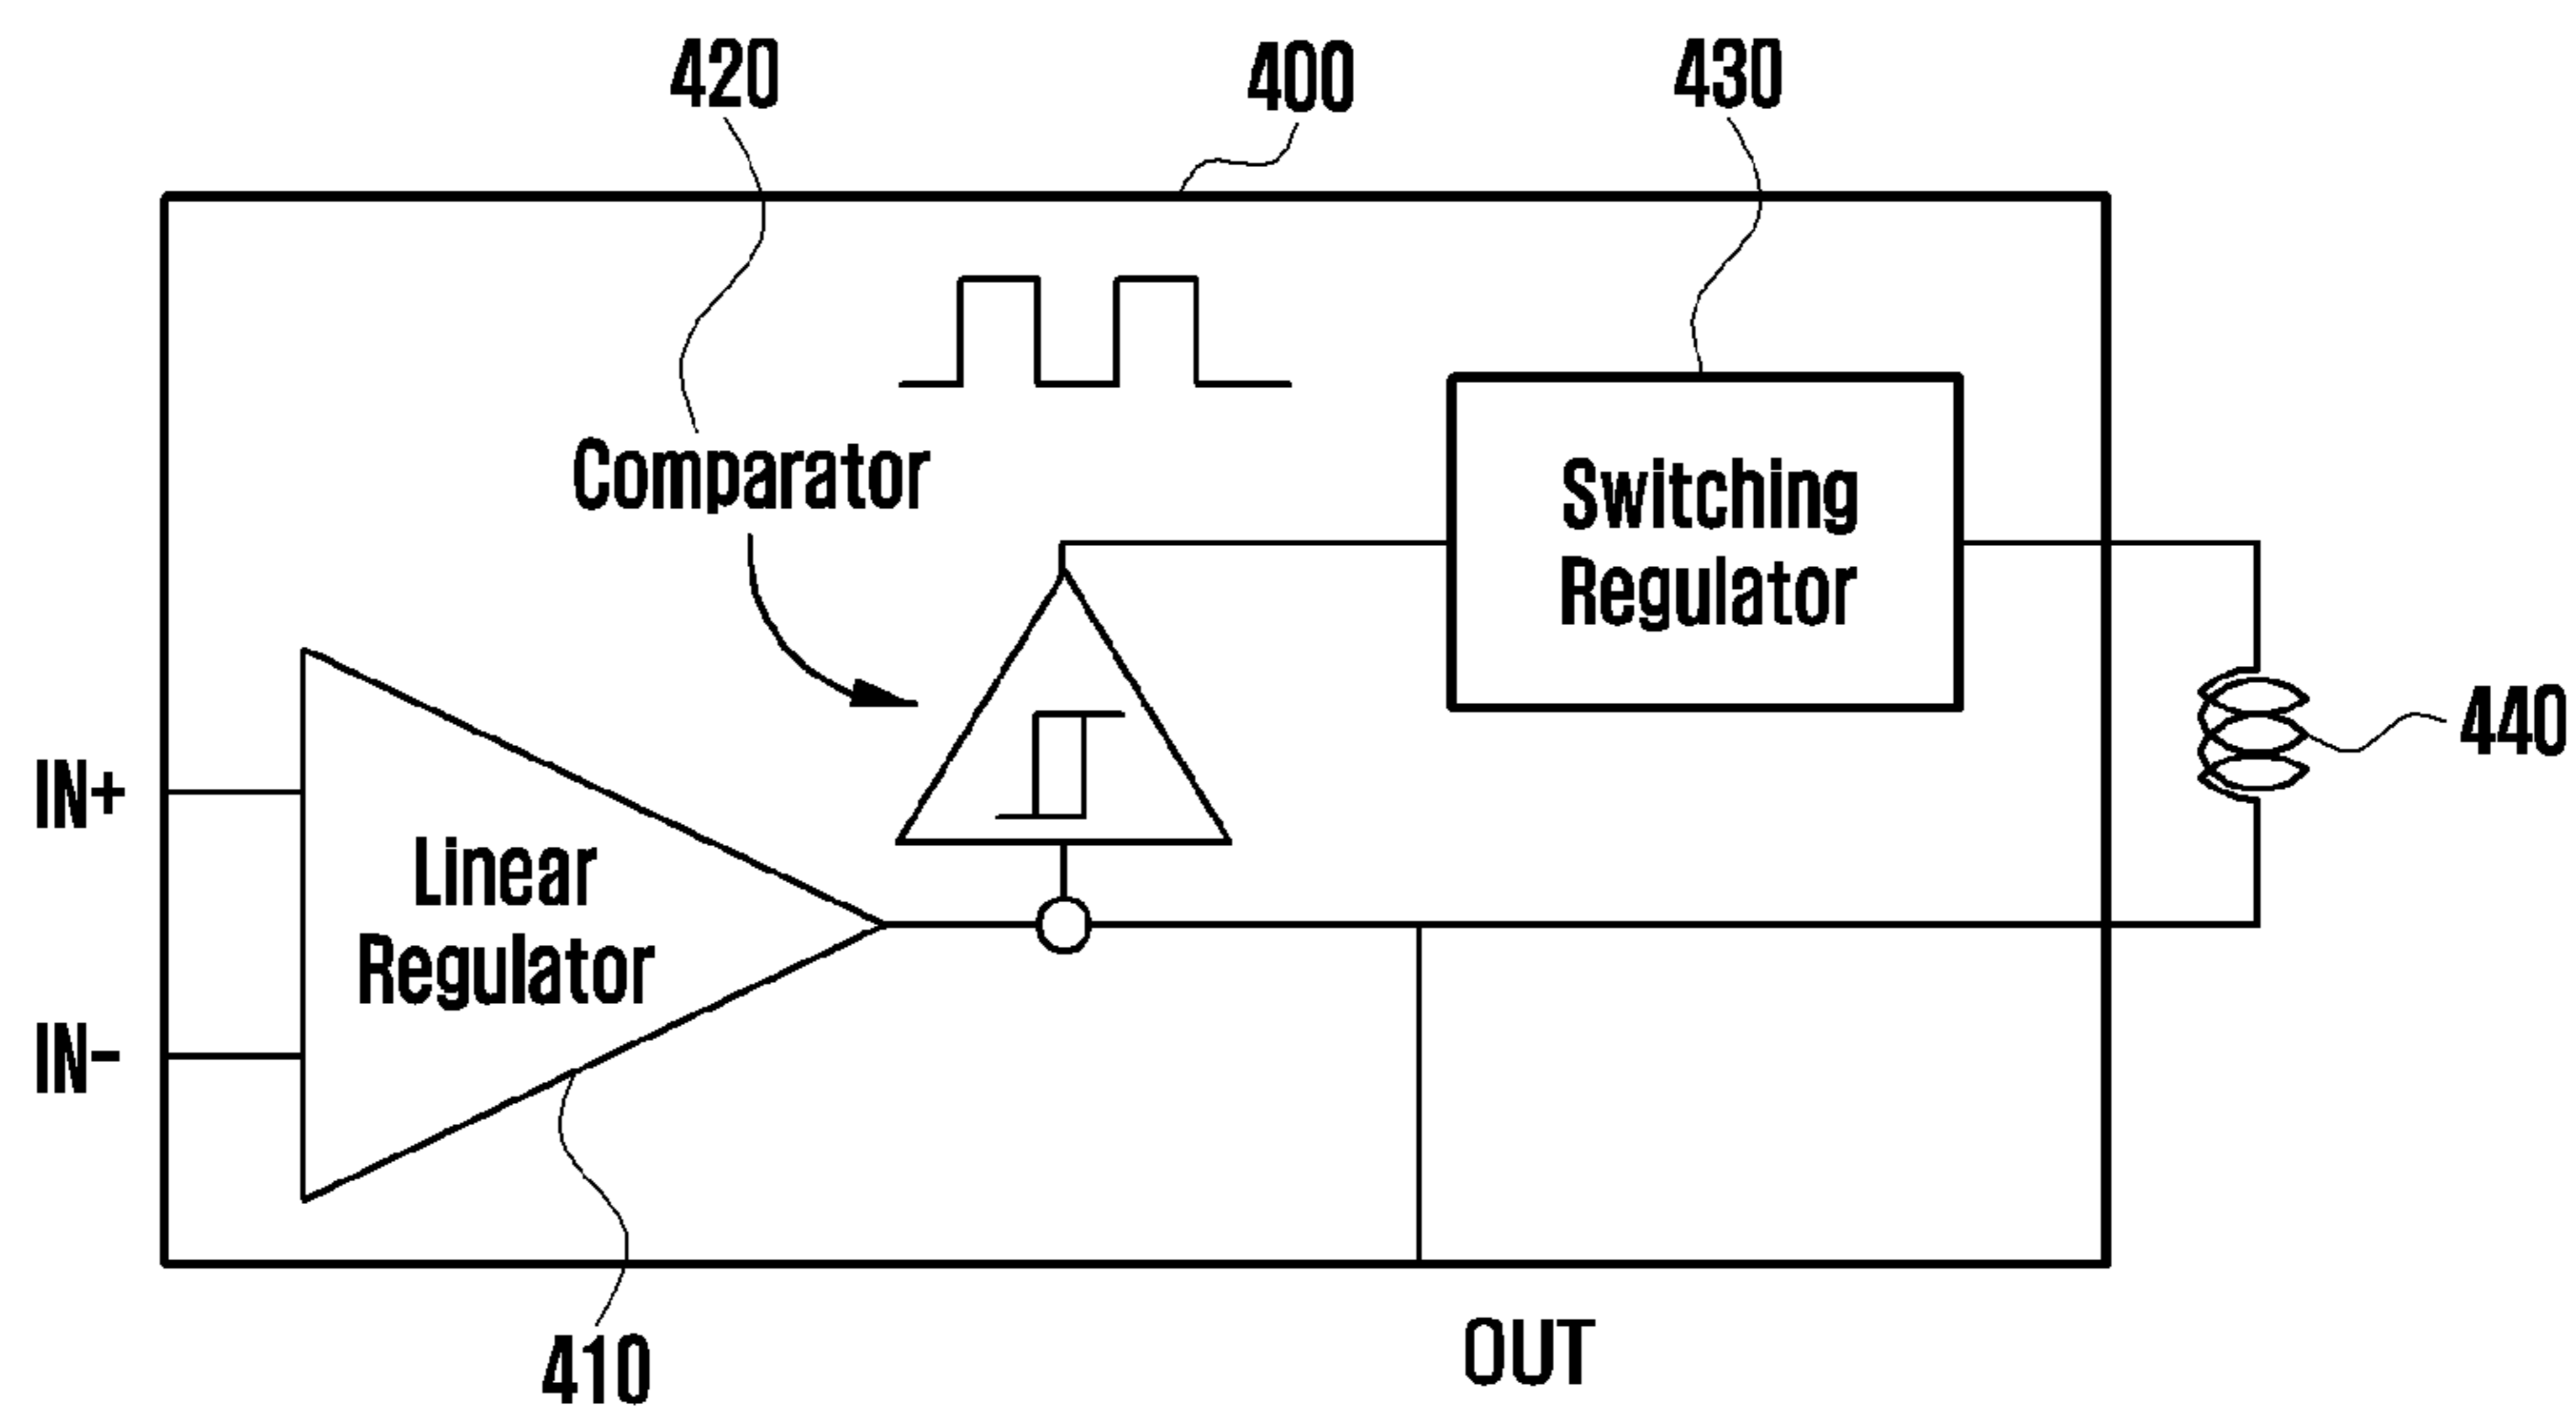 420
400
430
Comparator
Switching
Regulator
440
IN+
Linear
Regulator
IN-
410
OUT